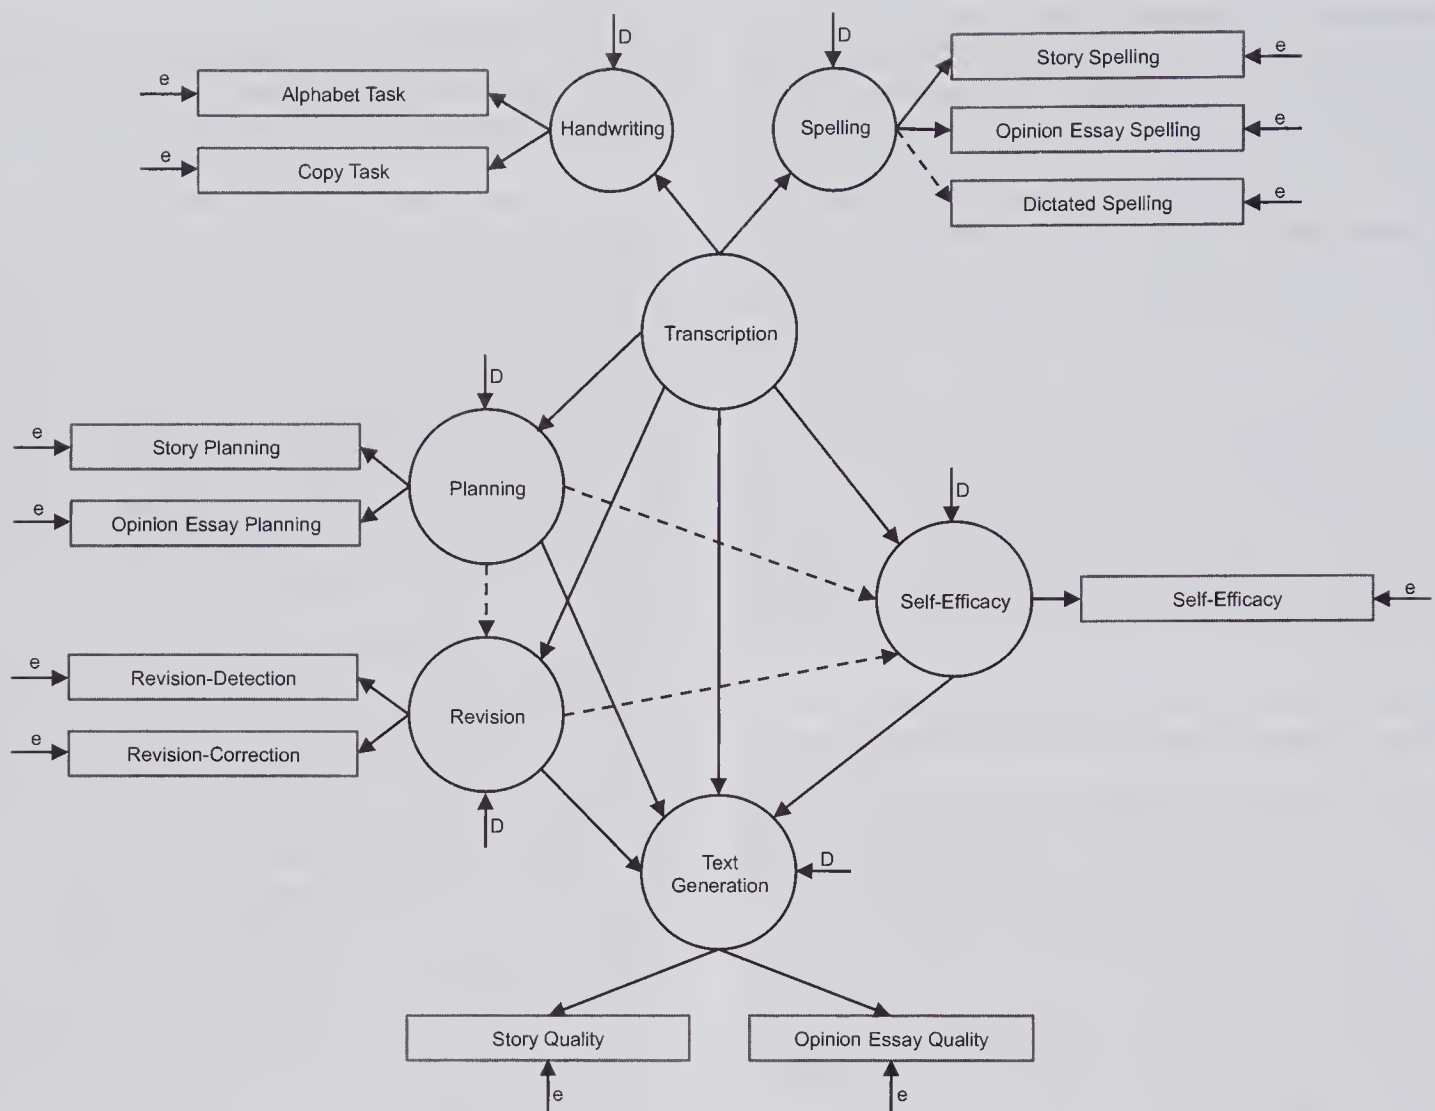 D
D
e
Story Spelling
e
Alphabet Task
Handwriting
Spelling
Opinion Essay Spelling
e
e
Copy Task
Dictated Spelling
e
Transcription
D
e
Story Planning
Planning
D
e
Opinion Essay Planning
Self-Efficacy
Self-Efficacy
e
e
Revision-Detection
Revision
e
Revision-Correction
D
Text
Generation
D
Story Quality
Opinion Essay Quality
e
e